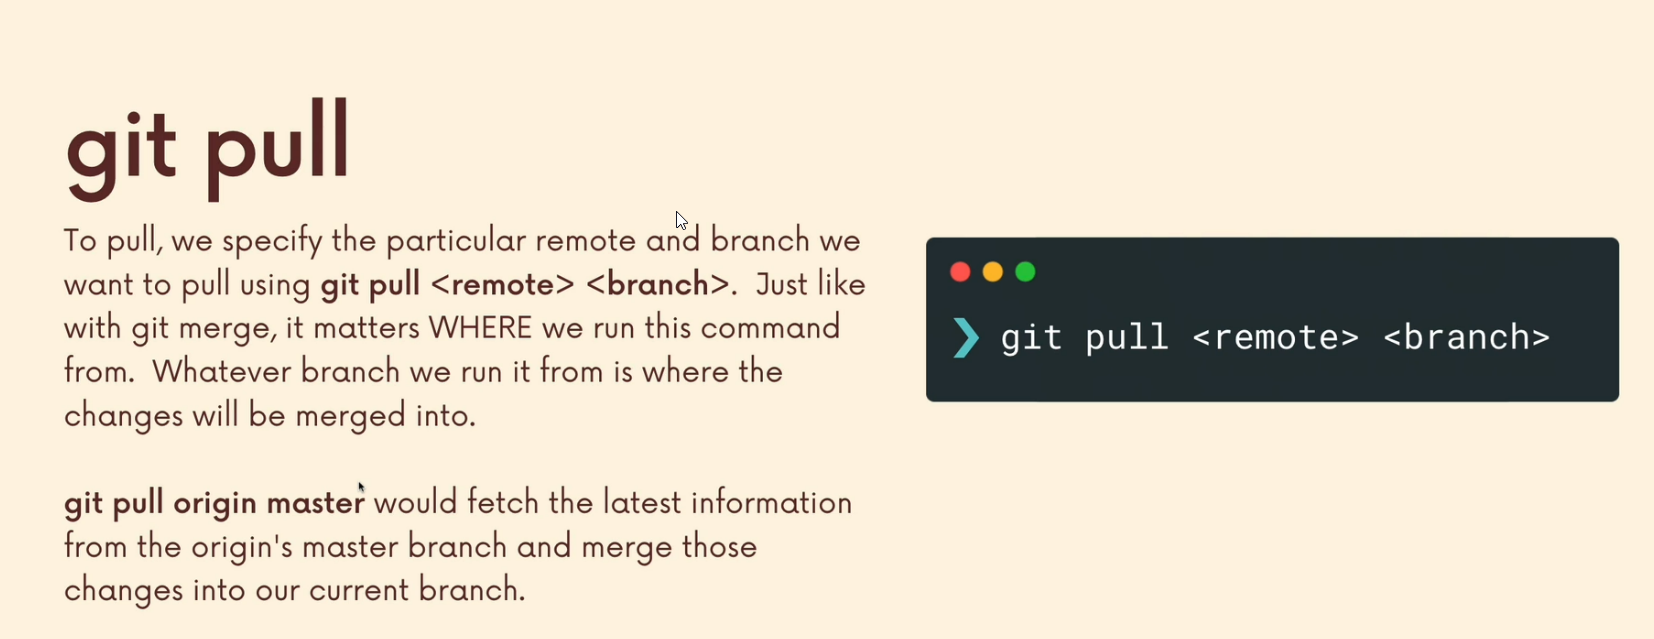 git pull
To pull, we specify the particular remote and branch we
want to pull using git pull <remote> <branch>.  Just like
with git merge, it matters WHERE we run this command
from.  Whatever branch we run it from is where the
changes will be merged into.
git pull origin master would fetch the latest information
from the origin's master branch and merge those
changes into our current branch.
❯ git pull <remote> <branch>